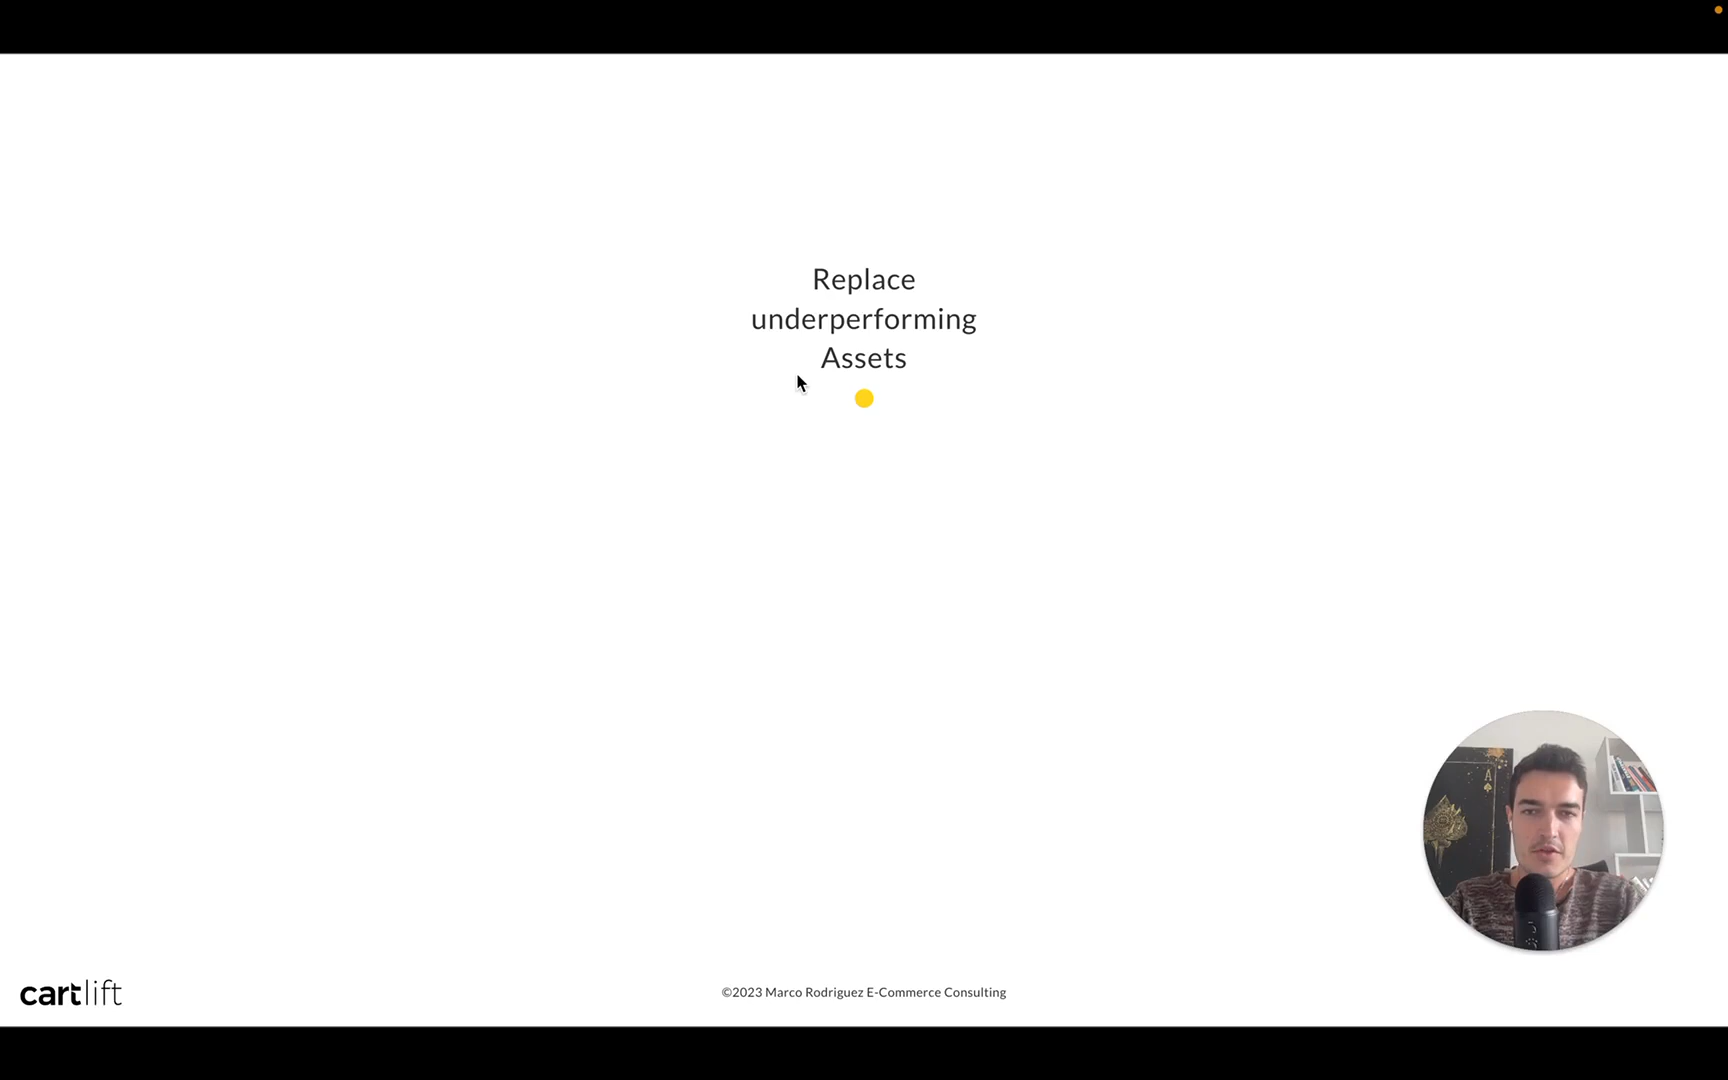 Replace
underperforming
Assets
A
cartlift
©2023 Marco Rodriguez E-Commerce Consulting